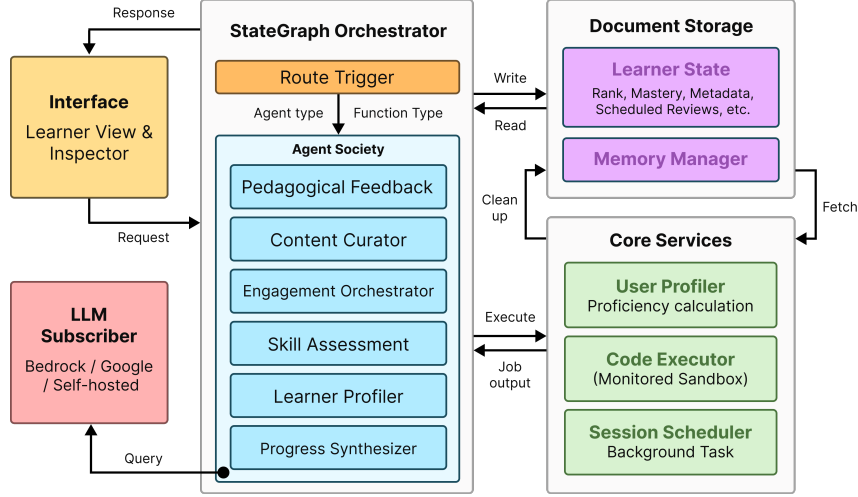 Response
Interface
Learner View &
Inspector
Request
LLM
Subscriber
Bedrock / Google
/ Self-hosted
Query
StateGraph Orchestrator
Route Trigger
Agent type
Function Type
Agent Society
Pedagogical Feedback
Content Curator
Engagement Orchestrator
Skill Assessment
Learner Profiler
Progress Synthesizer
Write
Read
Clean
up
Execute
Job
output
Document Storage
Learner State
Rank, Mastery, Metadata,
Scheduled Reviews, etc.
Memory Manager
Fetch
Core Services
User Profiler
Proficiency calculation
Code Executor
(Monitored Sandbox)
Session Scheduler
Background Task